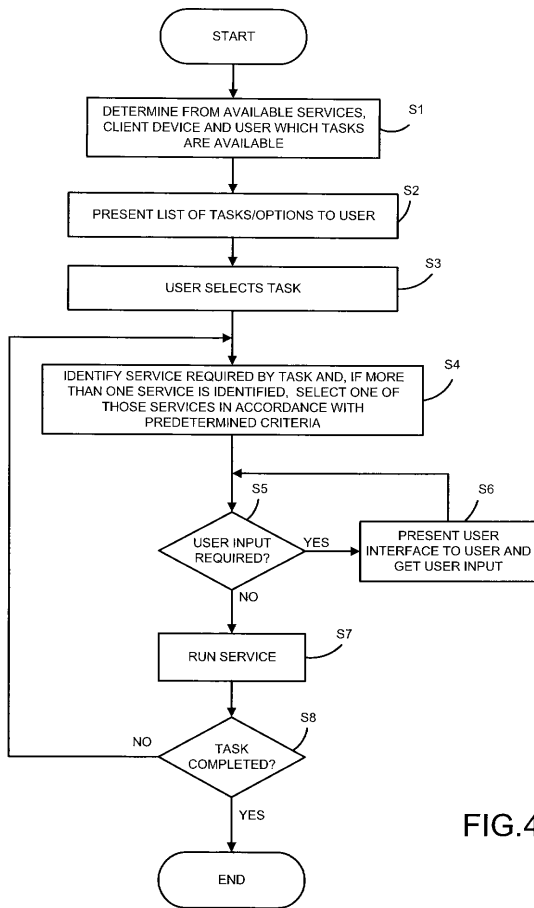 START
DETERMINE FROM AVAILABLE SERVICES,
CLIENT DEVICE AND USER WHICH TASKS
ARE AVAILABLE
S1
PRESENT LIST OF TASKS/OPTIONS TO USER
S2
USER SELECTS TASK
S3
IDENTIFY SERVICE REQUIRED BY TASK AND, IF MORE
THAN ONE SERVICE IS IDENTIFIED, SELECT ONE OF
THOSE SERVICES IN ACCORDANCE WITH
PREDETERMINED CRITERIA
S4
S5
USER INPUT
REQUIRED?
YES
S6
PRESENT USER
INTERFACE TO USER AND
GET USER INPUT
NO
RUN SERVICE
S7
S8
NO
TASK
COMPLETED?
YES
END
FIG.4